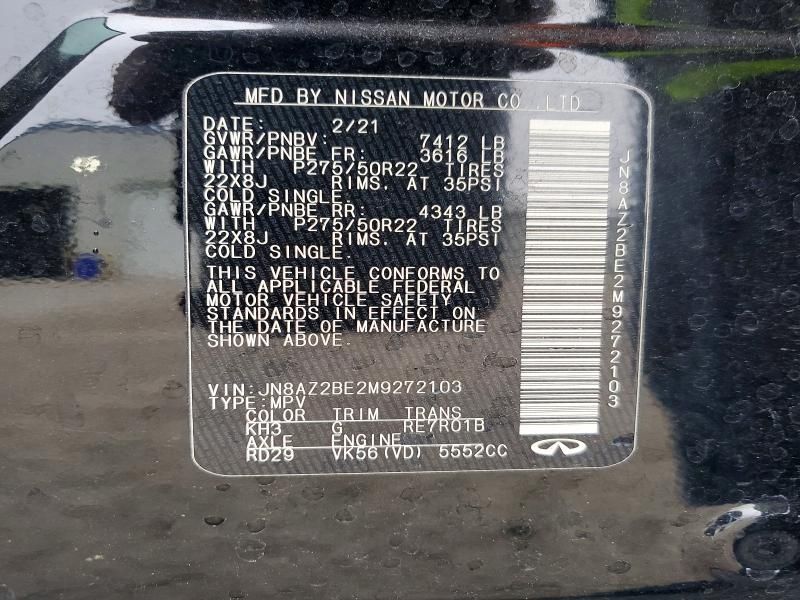 MFD BY NISSAN MOTOR CO.,LTD
DATE: 2/21
GVWR/PNBV: 7412 LB
GAWR/PNBE FR: 3616 LB
WITH P275/50R22 TIRES
22X8J RIMS. AT 35PSI
COLD SINGLE.
GAWR/PNBE RR: 4343 LB
WITH P275/50R22 TIRES
22X8J RIMS. AT 35PSI
COLD SINGLE.
THIS VEHICLE CONFORMS TO
ALL APPLICABLE FEDERAL
MOTOR VEHICLE SAFETY
STANDARDS IN EFFECT ON
THE DATE OF MANUFACTURE
SHOWN ABOVE.
VIN:JN8AZ2BE2M9272103
TYPE:MPV
COLOR TRIM TRANS
KH3 G RE7R01B
AXLE ENGINE
RD29 VK56(VD) 5552CC
JN8AZ2BE2M9272103